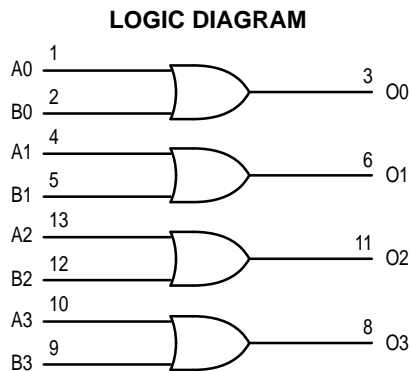 LOGIC DIAGRAM
A0 1
3 O0
B0 2
A1 4
6 O1
B1 5
A2 13
11 O2
B2 12
A3 10
8 O3
B3 9